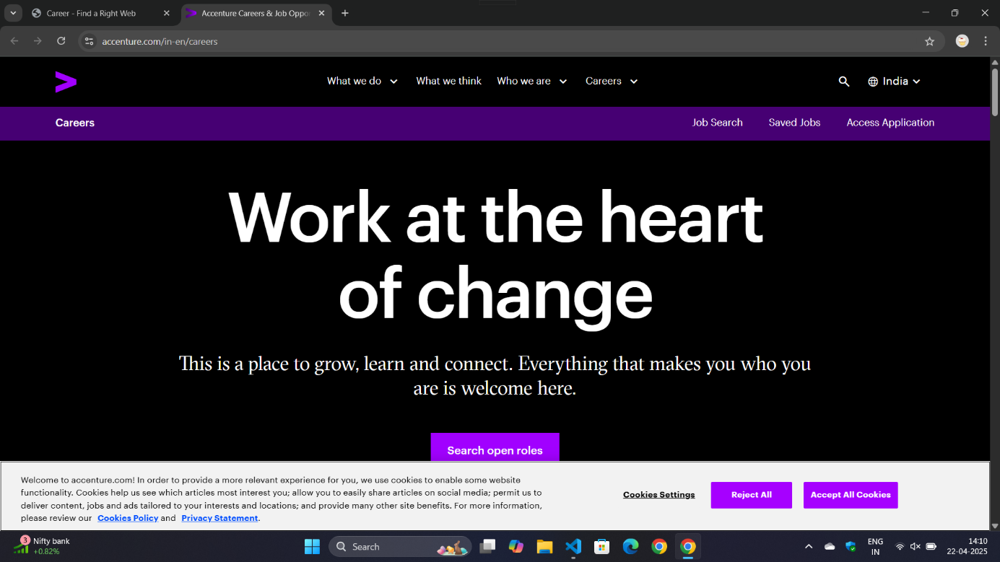 Career - Find a Right Web
Accenture Careers & Job Oppor
accenture.com/in-en/careers
What we do
What we think
Who we are
Careers
India
Careers
Job Search
Saved Jobs
Access Application
Work at the heart
of change
This is a place to grow, learn and connect. Everything that makes you who you
are is welcome here.
Search open roles
Welcome to accenture.com! In order to provide a more relevant experience for you, we use cookies to enable some website
functionality. Cookies help us see which articles most interest you; allow you to easily share articles on social media; permit us to
deliver content, jobs and ads tailored to your interests and locations; and provide many other site benefits. For more information,
please review our Cookies Policy and Privacy Statement.
Cookies Settings
Reject All
Accept All Cookies
3
Nifty bank
+0.82%
Search
ENG
IN
14:10
22-04-2025